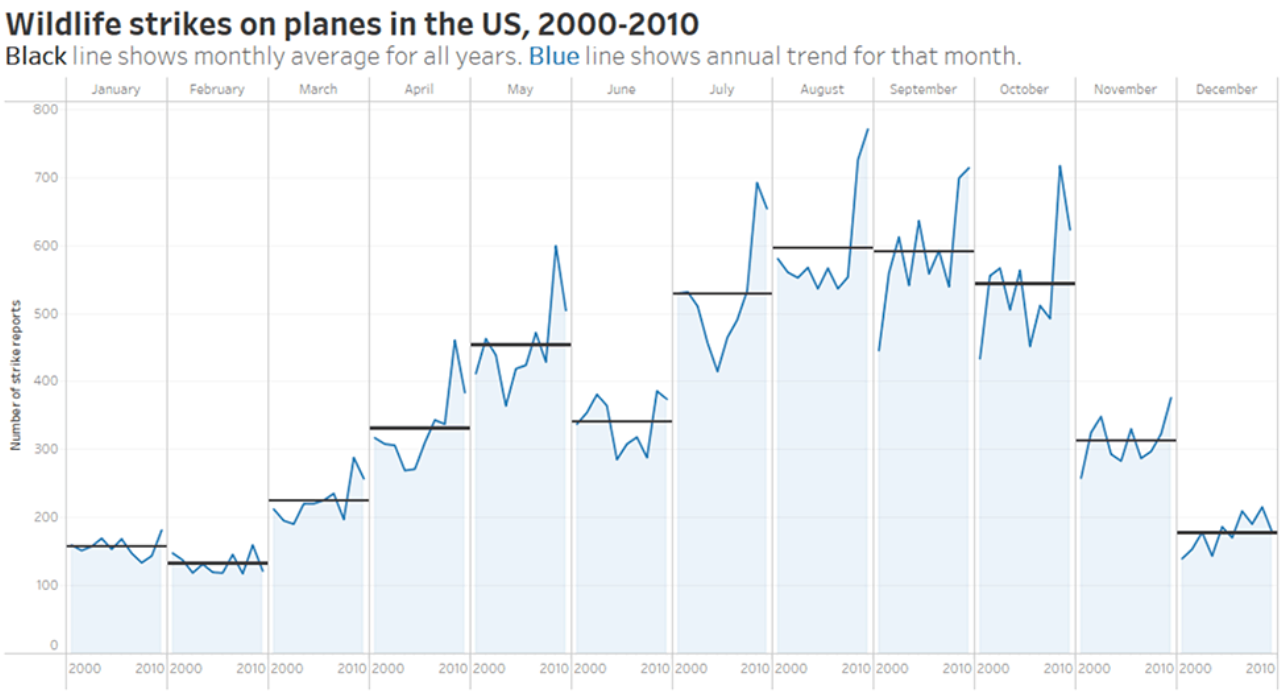 Wildlife strikes on planes in the US, 2000-2010
Black line shows monthly average for all years. Blue line shows annual trend for that month.
January February March April May June July August September October November December
800
700
600
500
400
300
200
100
0
Number of strike reports
2000 2010 2000 2010 2000 2010 2000 2010 2000 2010 2000 2010 2000 2010 2000 2010 2000 2010 2000 2010 2000 2010 2000 2010